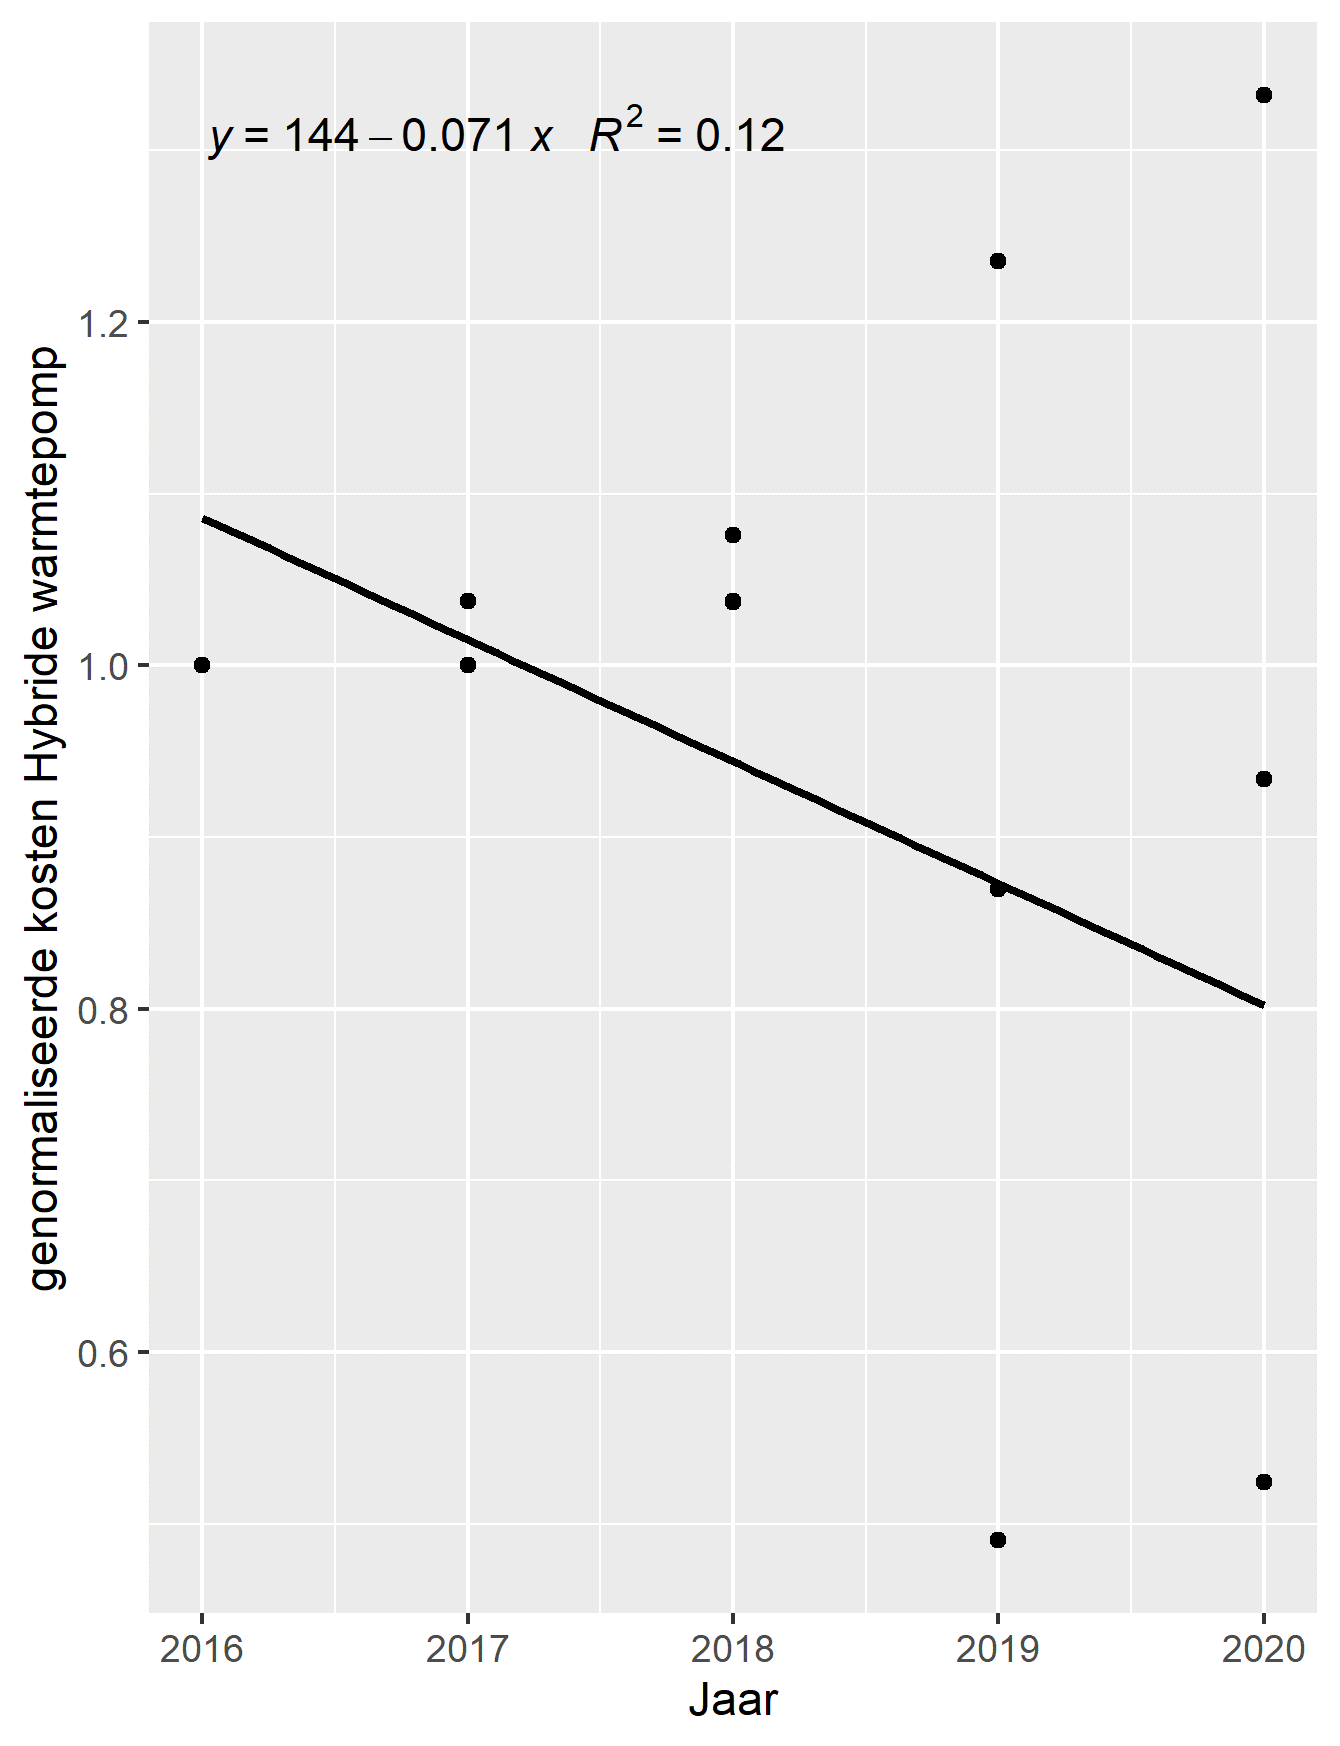 y = 144 – 0.071 x R² = 0.12
1.2
1.0
0.8
0.6
genormaliseerde kosten Hybride warmtepomp
2016 2017 2018 2019 2020
Jaar